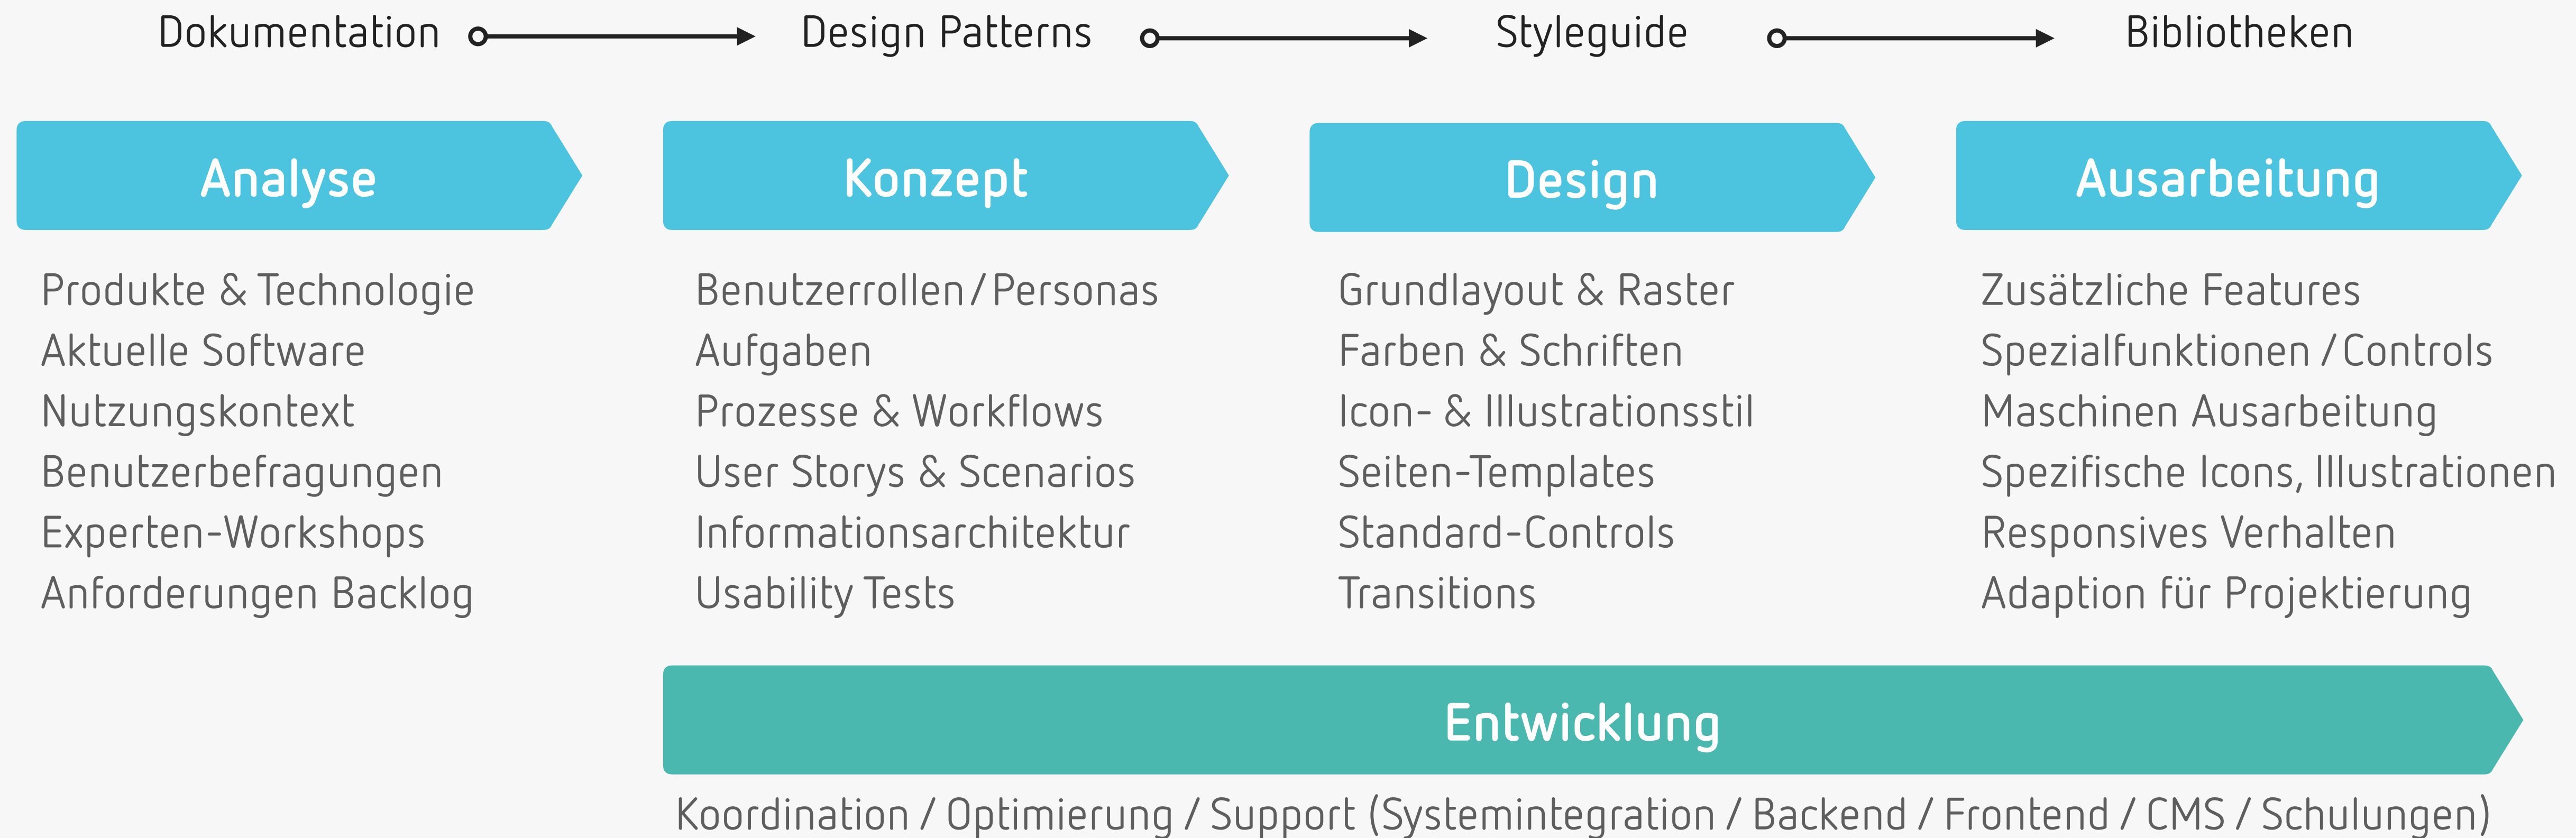 Dokumentation
Design Patterns
Styleguide
Bibliotheken
Analyse
Produkte & Technologie
Aktuelle Software
Nutzungskontext
Benutzerbefragungen
Experten-Workshops
Anforderungen Backlog
Konzept
Benutzerrollen / Personas
Aufgaben
Prozesse & Workflows
User Storys & Scenarios
Informationsarchitektur
Usability Tests
Design
Grundlayout & Raster
Farben & Schriften
Icon- & Illustrationsstil
Seiten-Templates
Standard-Controls
Transitions
Ausarbeitung
Zusätzliche Features
Spezialfunktionen / Controls
Maschinen Ausarbeitung
Spezifische Icons, Illustrationen
Responsives Verhalten
Adaption für Projektierung
Entwicklung
Koordination / Optimierung / Support (Systemintegration / Backend / Frontend / CMS / Schulungen)